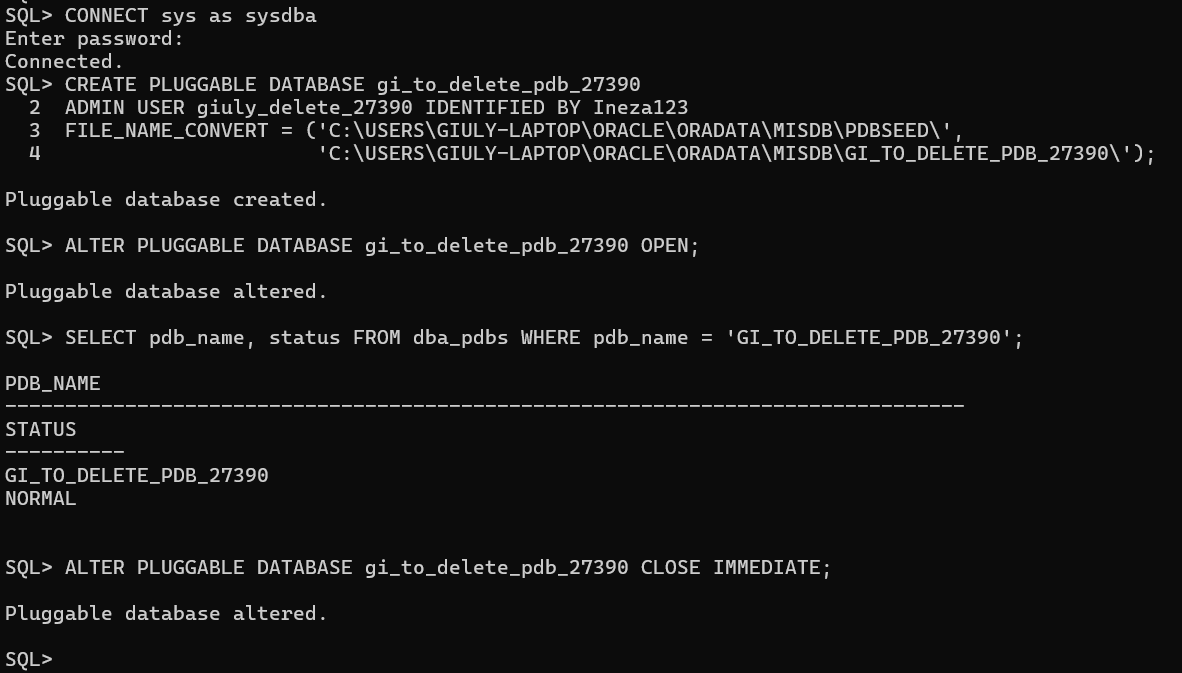 SQL> CONNECT sys as sysdba
Enter password:
Connected.
SQL> CREATE PLUGGABLE DATABASE gi_to_delete_pdb_27390
  2  ADMIN USER giuly_delete_27390 IDENTIFIED BY Ineza123
  3  FILE_NAME_CONVERT = ('C:\USERS\GIULY-LAPTOP\ORACLE\ORADATA\MISDB\PDBSEED\',
  4                       'C:\USERS\GIULY-LAPTOP\ORACLE\ORADATA\MISDB\GI_TO_DELETE_PDB_27390\');

Pluggable database created.

SQL> ALTER PLUGGABLE DATABASE gi_to_delete_pdb_27390 OPEN;

Pluggable database altered.

SQL> SELECT pdb_name, status FROM dba_pdbs WHERE pdb_name = 'GI_TO_DELETE_PDB_27390';

PDB_NAME
--------------------------------------------------------------------------------
STATUS
----------
GI_TO_DELETE_PDB_27390
NORMAL


SQL> ALTER PLUGGABLE DATABASE gi_to_delete_pdb_27390 CLOSE IMMEDIATE;

Pluggable database altered.

SQL>